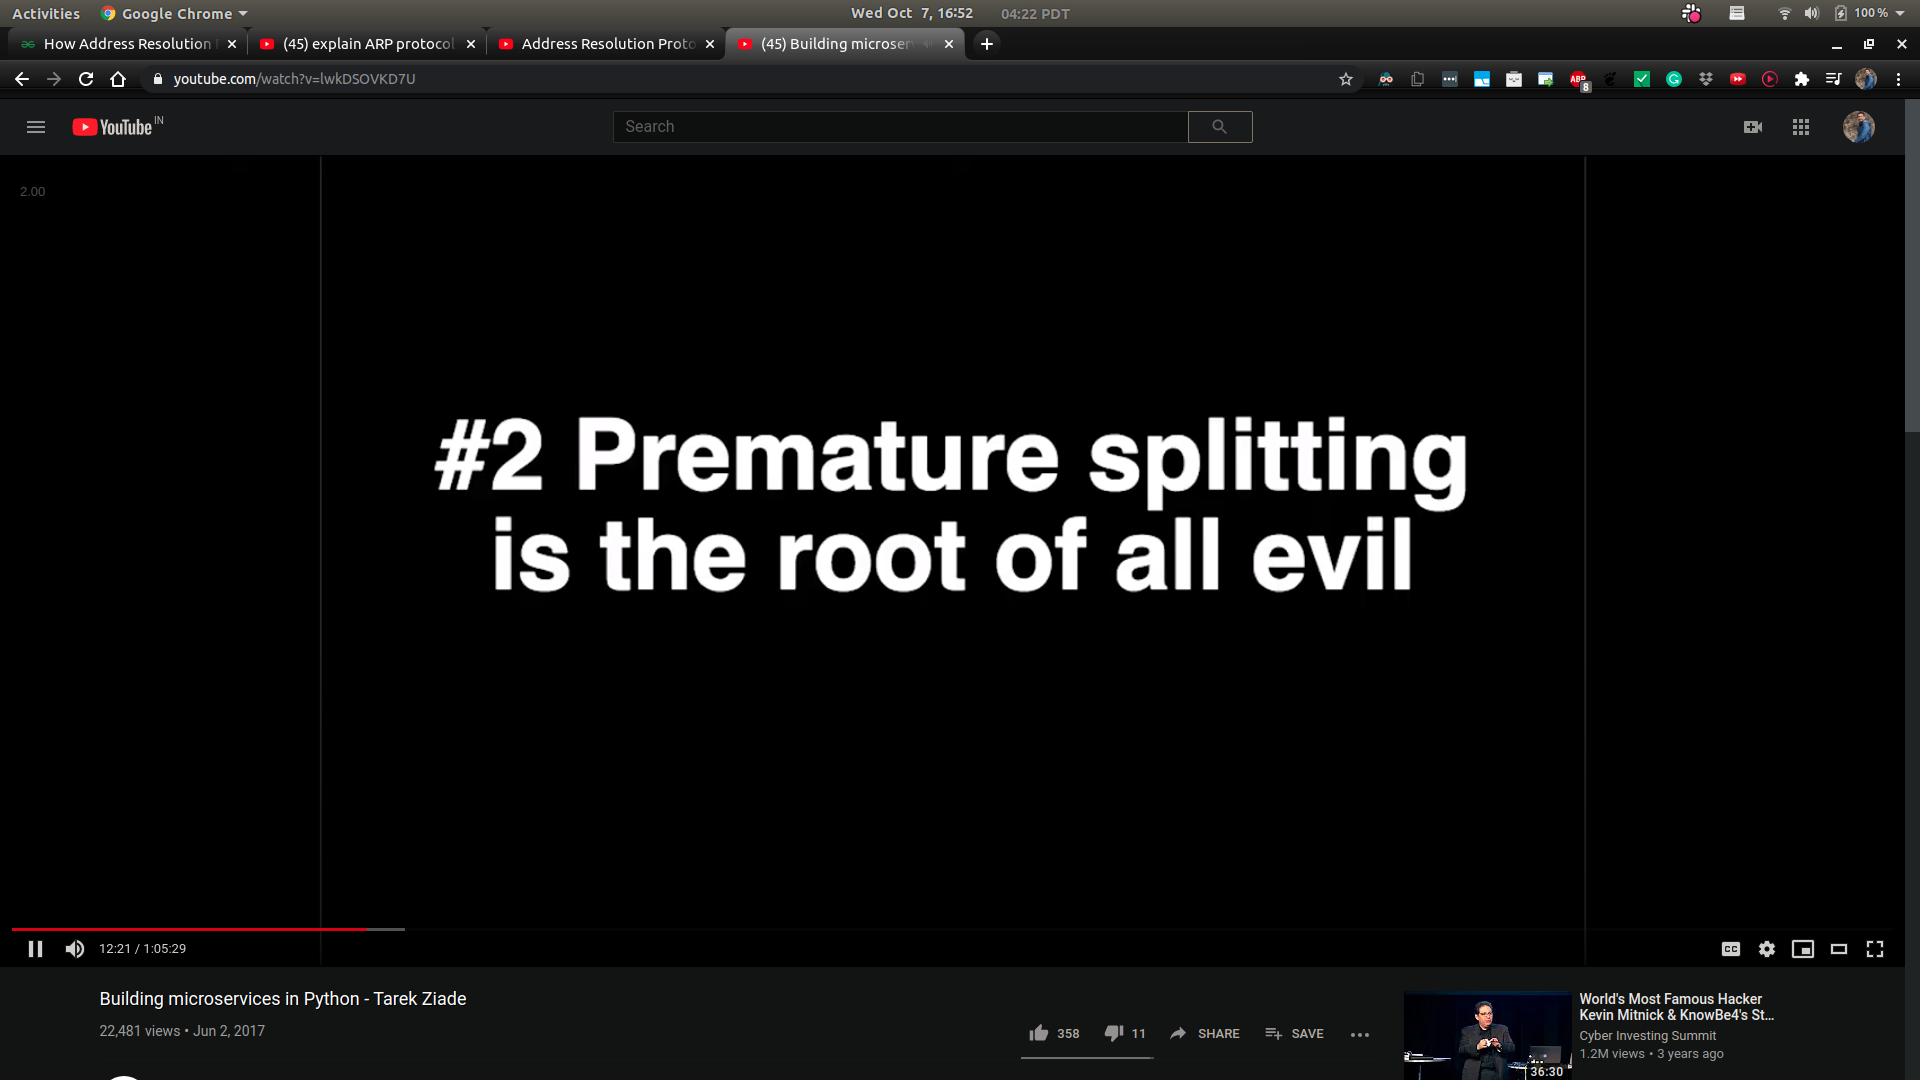 Activities
Google Chrome
Wed Oct 7, 16:52
04:22 PDT
100 %
How Address Resolution
(45) explain ARP protocol
Address Resolution Proto
(45) Building microser
youtube.com/watch?v=lwkDSOVKD7U
ABP
8
YouTube IN
Search
2.00
#2 Premature splitting
is the root of all evil
12:21 / 1:05:29
CC
Building microservices in Python - Tarek Ziade
22,481 views • Jun 2, 2017
358
11
SHARE
SAVE
World's Most Famous Hacker
Kevin Mitnick & KnowBe4's St...
Cyber Investing Summit
1.2M views • 3 years ago
36:30